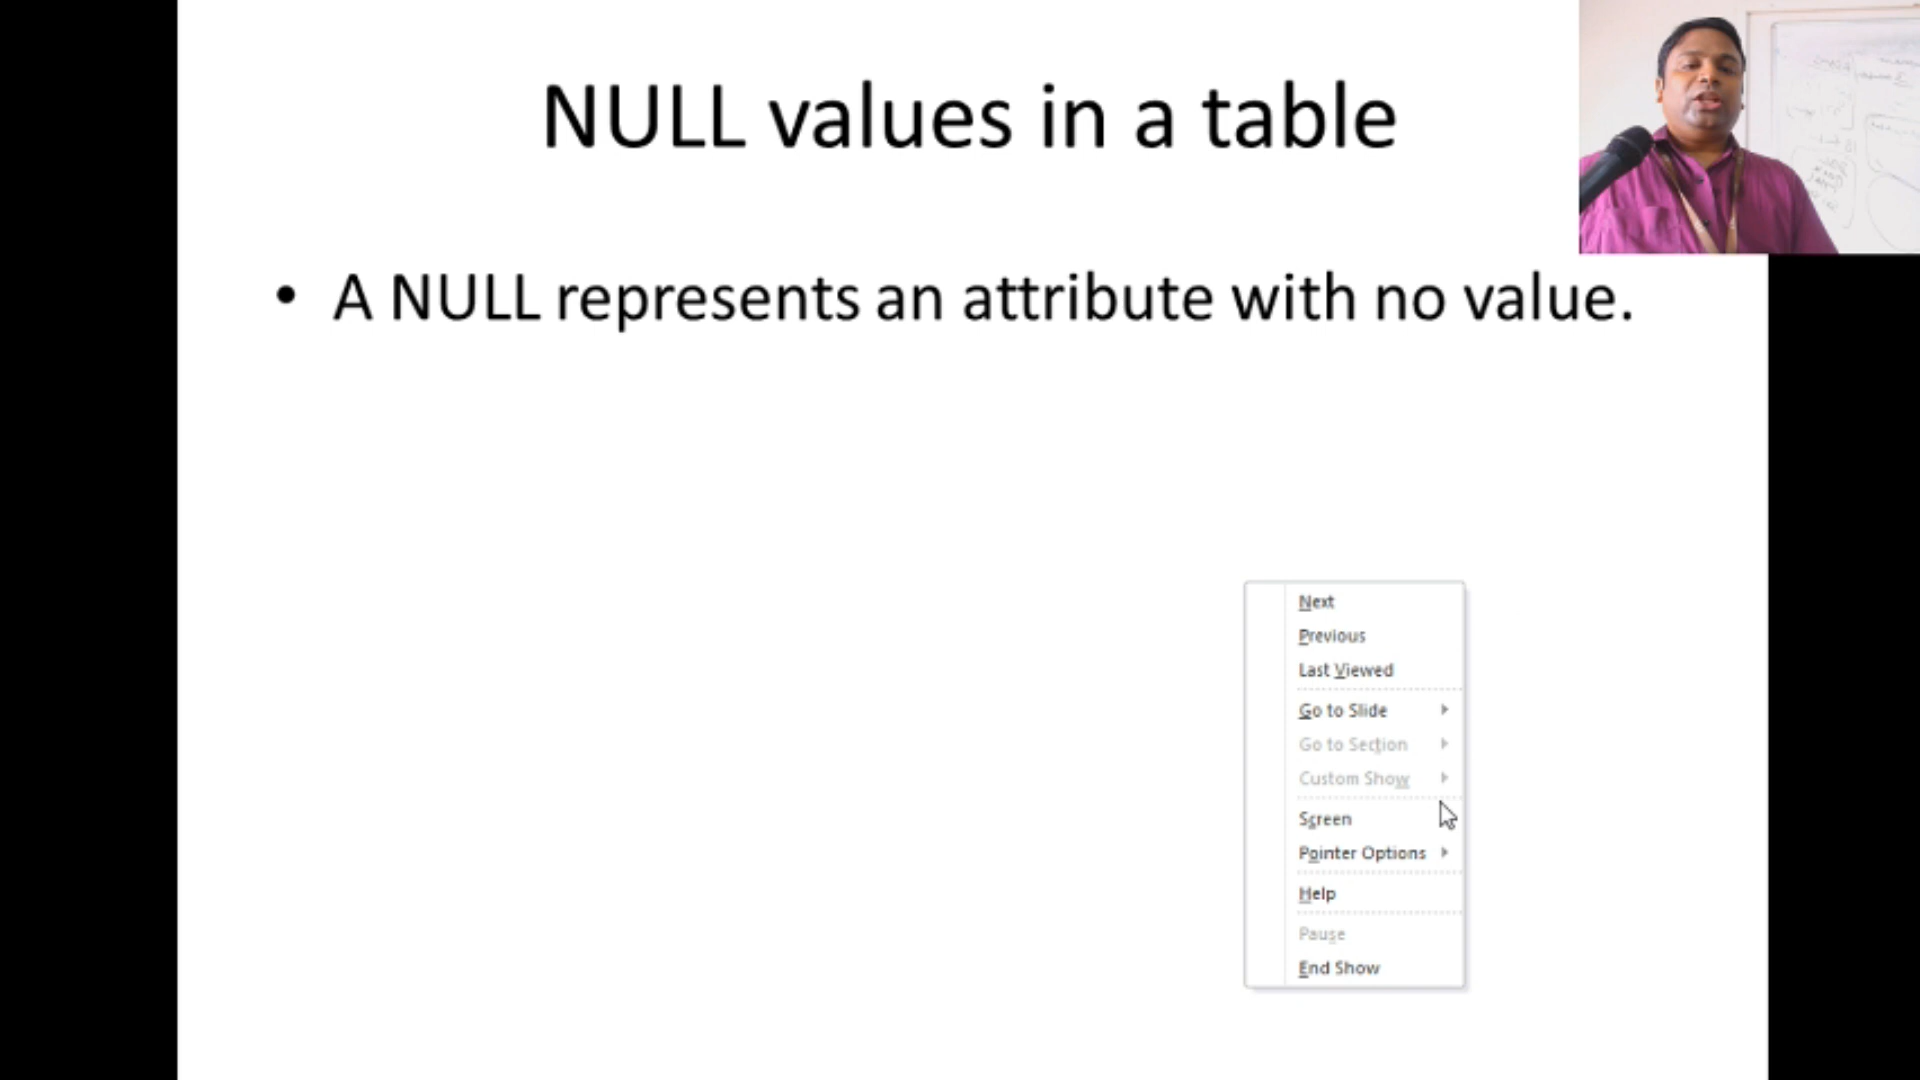 NULL values in a table
• A NULL represents an attribute with no value.
Next
Previous
Last Viewed
Go to Slide
Go to Section
Custom Show
Screen
Pointer Options
Help
Pause
End Show